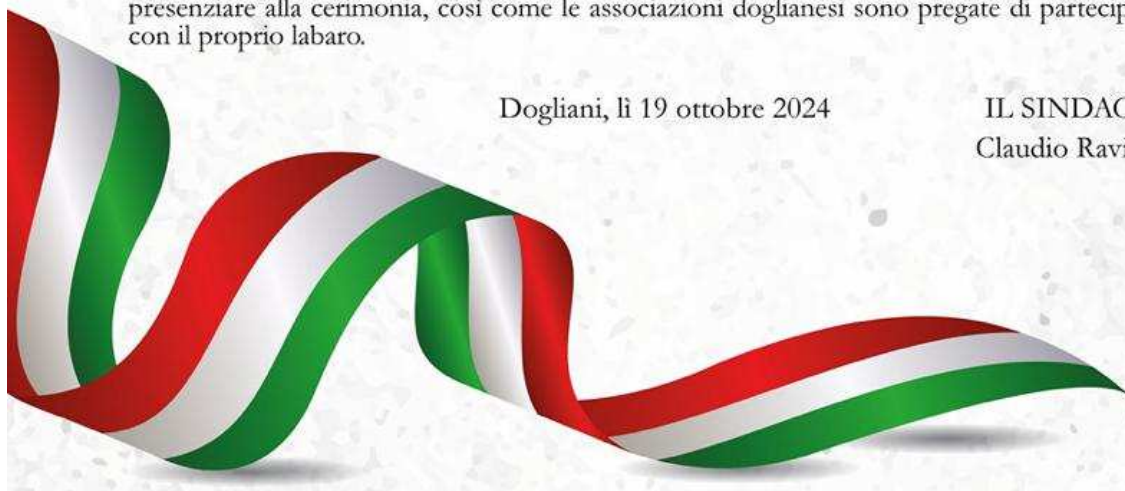 presenziare alla cerimonia, così come le associazioni doglianesi sono pregate di partecip
con il proprio labaro.
Dogliani, lì 19 ottobre 2024
IL SINDAC
Claudio Ravi